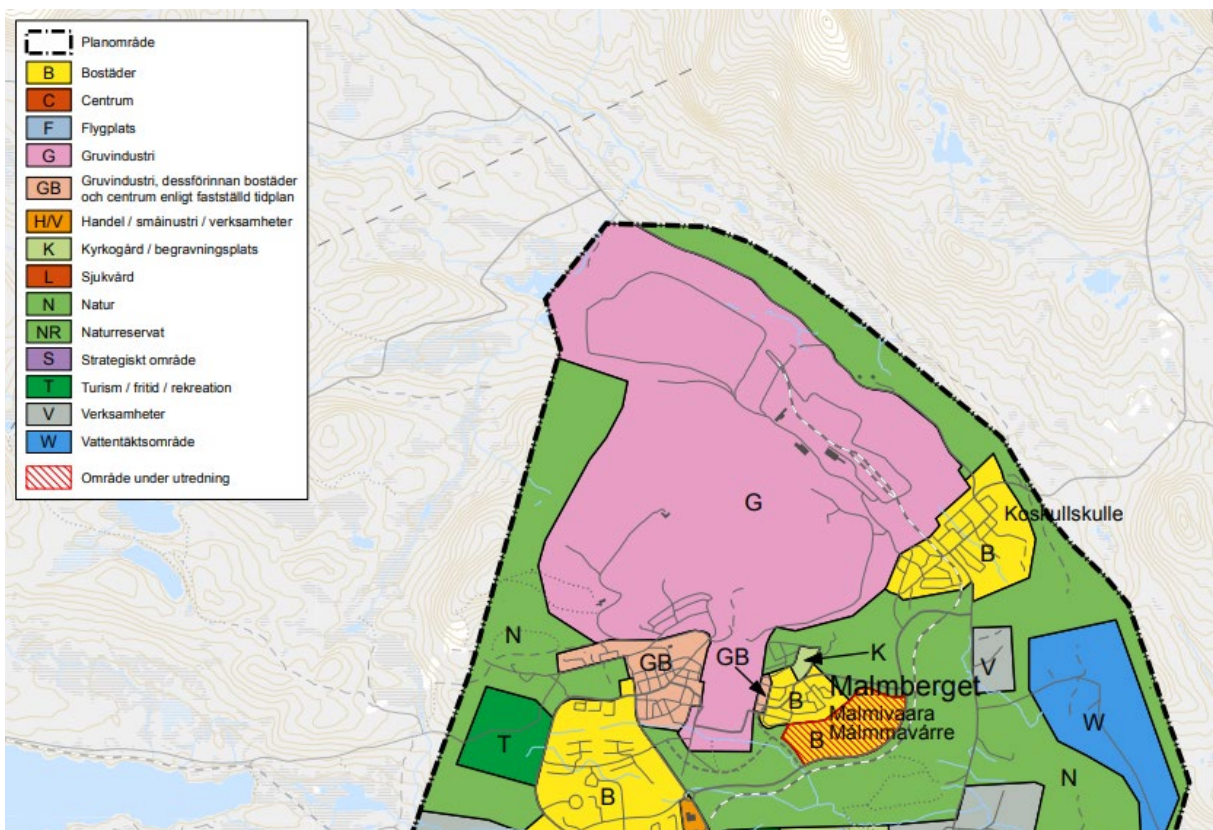 Planområde
B Bostäder
C Centrum
F Flygplats
G Gruvindustri
GB Gruvindustri, dessförinnan bostäder
och centrum enligt fastställd tidplan
H/V Handel / småinustri / verksamheter
K Kyrkogård / begravningsplats
L Sjukvård
N Natur
NR Naturreservat
S Strategiskt område
T Turism / fritid / rekreation
V Verksamheter
W Vattentäktsområde
Område under utredning
G
Koskullskulle
B
N
GB
GB
K
V
B
Malmberget
Malmivaara
Málmmavárre
B
W
T
N
B